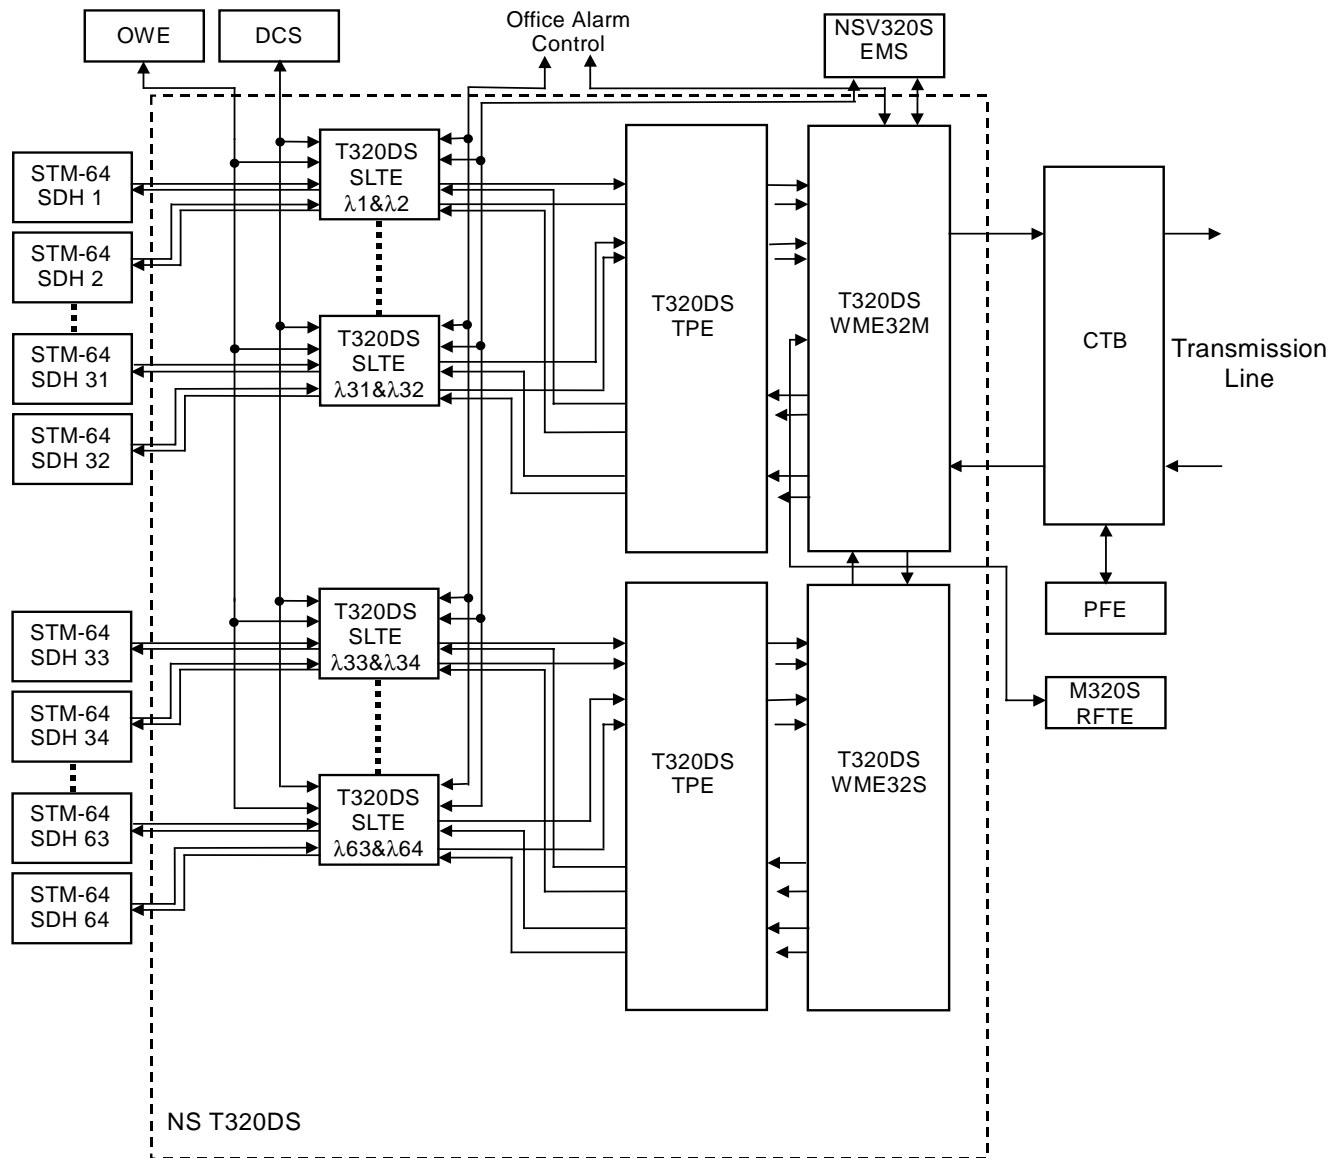 OWE
DCS
Office Alarm
Control
NSV320S
EMS
STM-64
SDH 1
STM-64
SDH 2
STM-64
SDH 31
STM-64
SDH 32
T320DS
SLTE
λ1&λ2
T320DS
SLTE
λ31&λ32
T320DS
TPE
T320DS
WME32M
CTB
Transmission
Line
PFE
M320S
RFTE
STM-64
SDH 33
STM-64
SDH 34
STM-64
SDH 63
STM-64
SDH 64
T320DS
SLTE
λ33&λ34
T320DS
SLTE
λ63&λ64
T320DS
TPE
T320DS
WME32S
NS T320DS